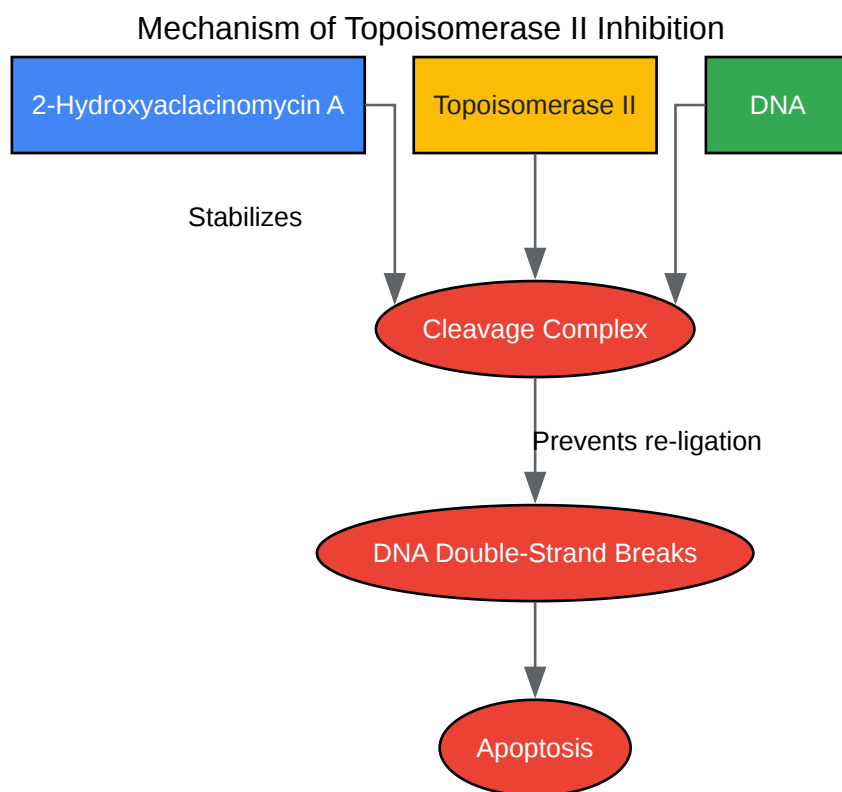 Mechanism of Topoisomerase II Inhibition
2-Hydroxyaclacinomycin A
Topoisomerase II
DNA
Stabilizes
Cleavage Complex
Prevents re-ligation
DNA Double-Strand Breaks
Apoptosis